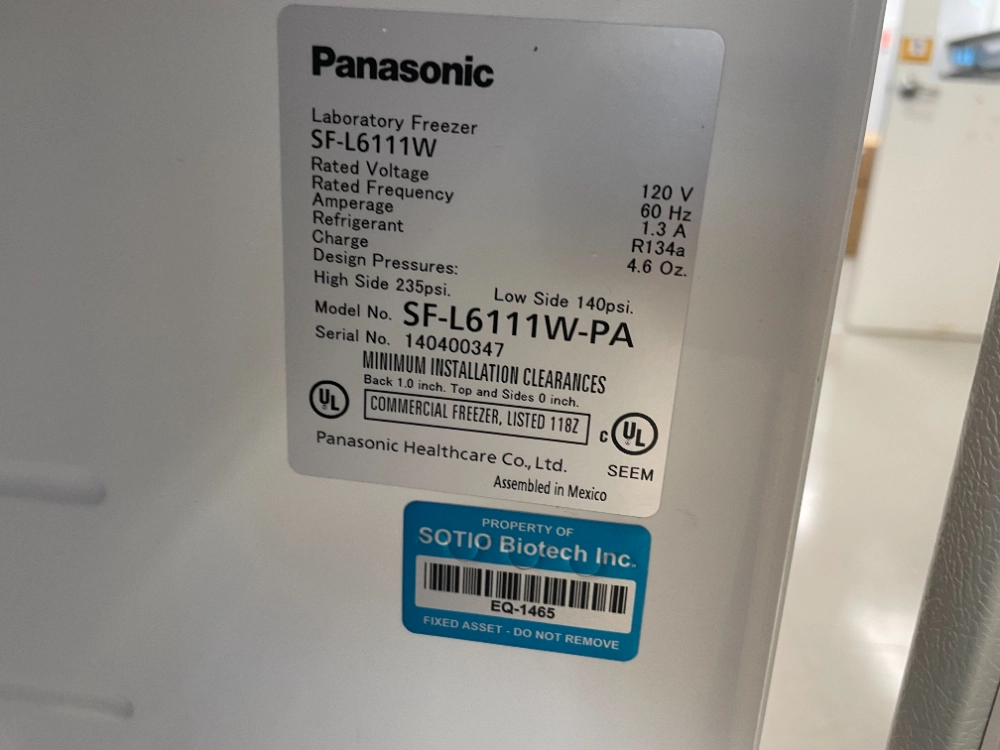 Panasonic
Laboratory Freezer
SF-L6111W
Rated Voltage 120 V
Rated Frequency 60 Hz
Amperage 1.3 A
Refrigerant R134a
Charge 4.6 Oz.
Design Pressures:
High Side 235psi. Low Side 140psi.
Model No. SF-L6111W-PA
Serial No. 140400347
MINIMUM INSTALLATION CLEARANCES
Back 1.0 inch. Top and Sides 0 inch.
UL COMMERCIAL FREEZER, LISTED 118Z c UL
SEEM
Panasonic Healthcare Co., Ltd.
Assembled in Mexico
PROPERTY OF
SOTIO Biotech Inc.
EQ-1465
FIXED ASSET - DO NOT REMOVE